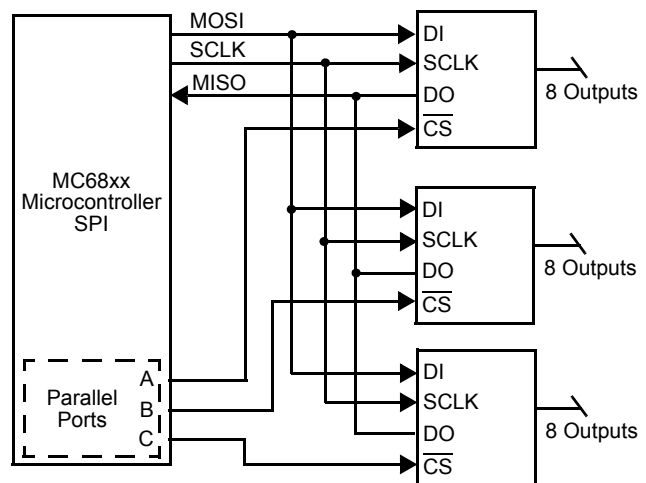 MOSI
SCLK
MISO
MC68xx
Microcontroller
SPI
Parallel
Ports
A
B
C
DI
SCLK
DO
CS
8 Outputs
DI
SCLK
DO
CS
8 Outputs
DI
SCLK
DO
CS
8 Outputs